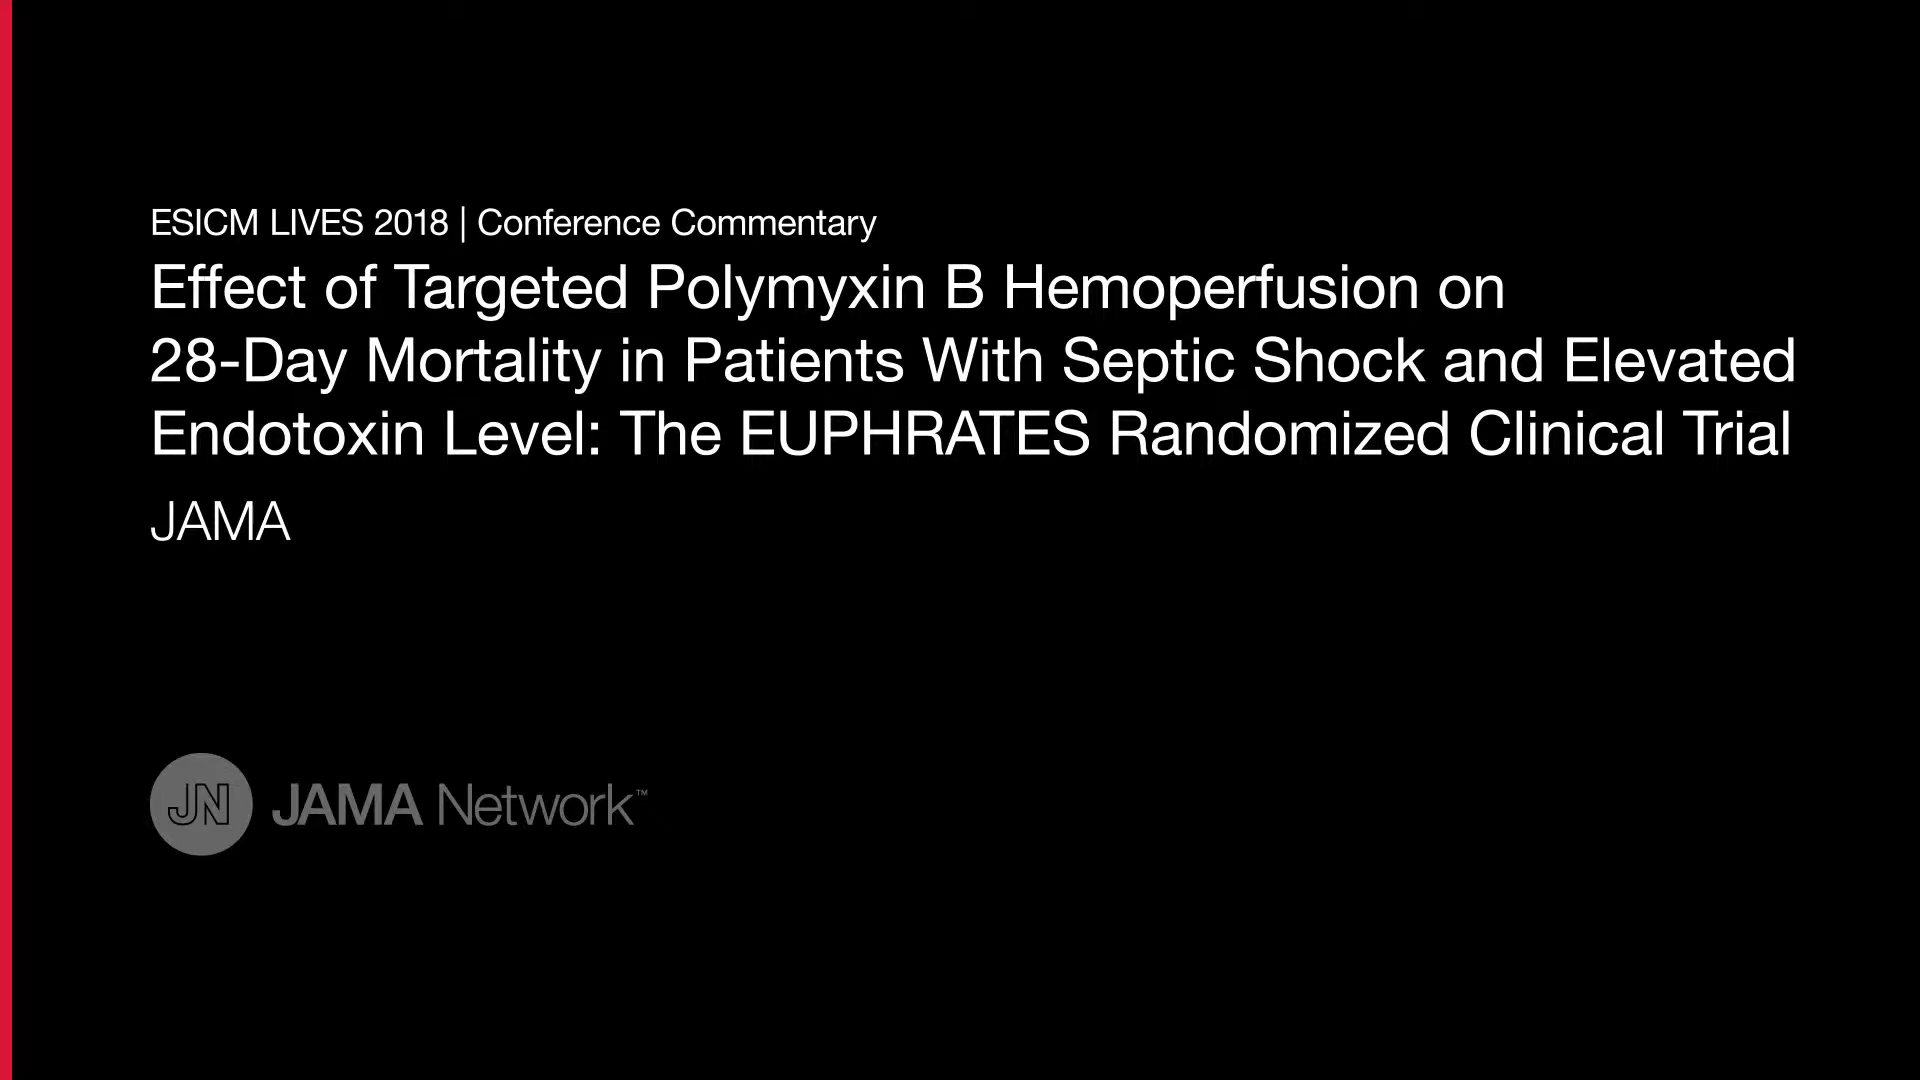 ESICM LIVES 2018 | Conference Commentary
Effect of Targeted Polymyxin B Hemoperfusion on
28-Day Mortality in Patients With Septic Shock and Elevated
Endotoxin Level: The EUPHRATES Randomized Clinical Trial
JAMA
JN JAMA Network™